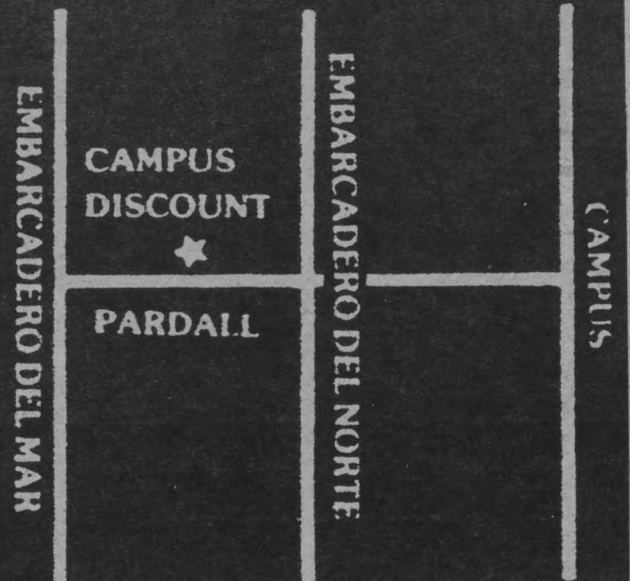 EMBARCADERO DEL MAR
CAMPUS
DISCOUNT
PARDALL
EMBARCADERO DEL NORTE
CAMPUS